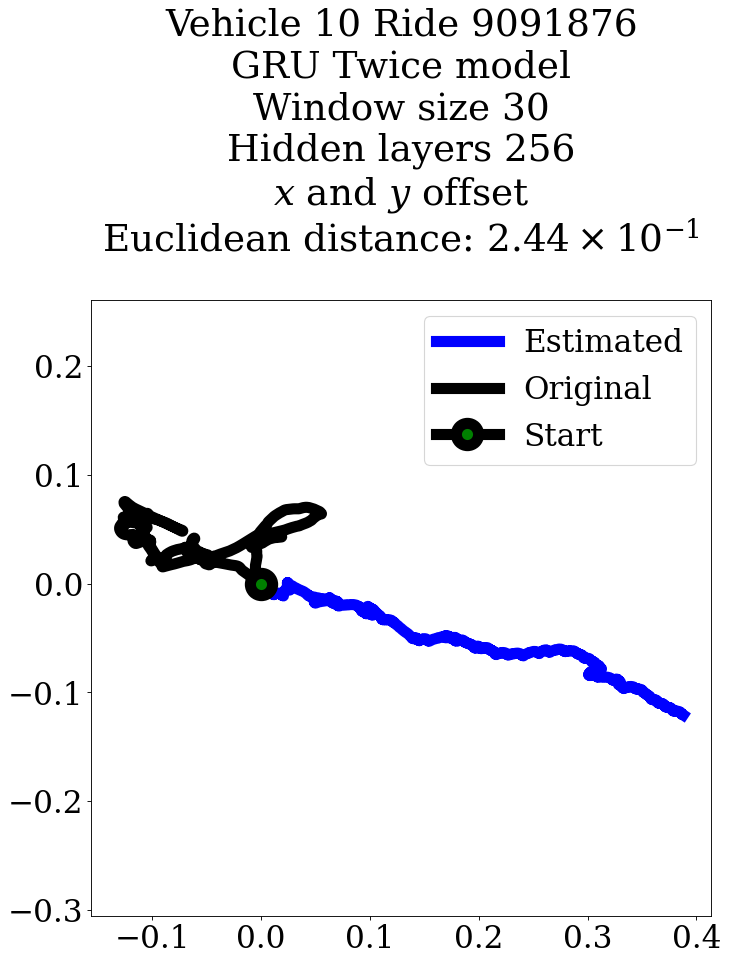 Vehicle 10 Ride 9091876
GRU Twice model
Window size 30
Hidden layers 256
x and y offset
Euclidean distance: 2.44 × 10⁻¹
Estimated
Original
Start
0.2
0.1
0.0
−0.1
−0.2
−0.3
−0.1 0.0 0.1 0.2 0.3 0.4